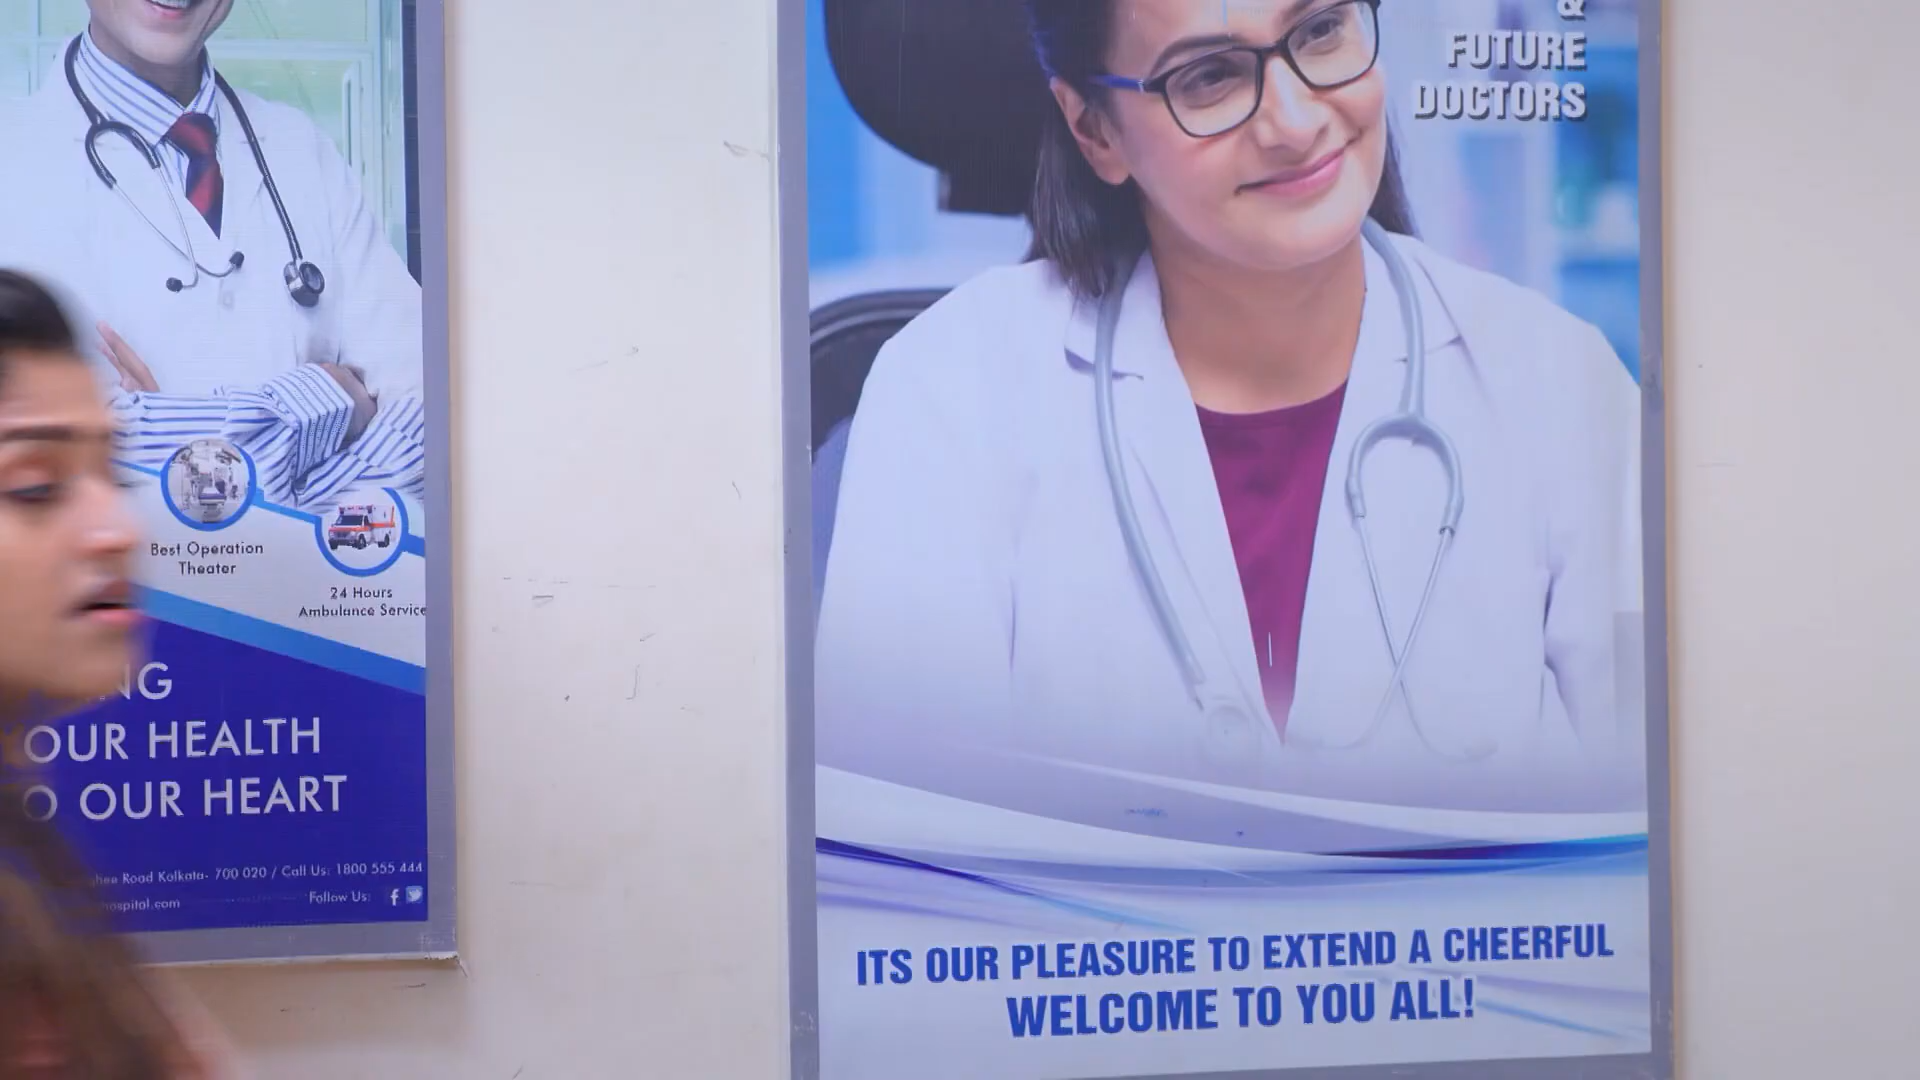 Best Operation
Theater
24 Hours
Ambulance Service
OUR HEALTH
OUR HEART
Road Kolkata- 700 020 / Call Us: 1800 555 444
Follow Us:
&
FUTURE
DOCTORS
ITS OUR PLEASURE TO EXTEND A CHEERFUL
WELCOME TO YOU ALL!